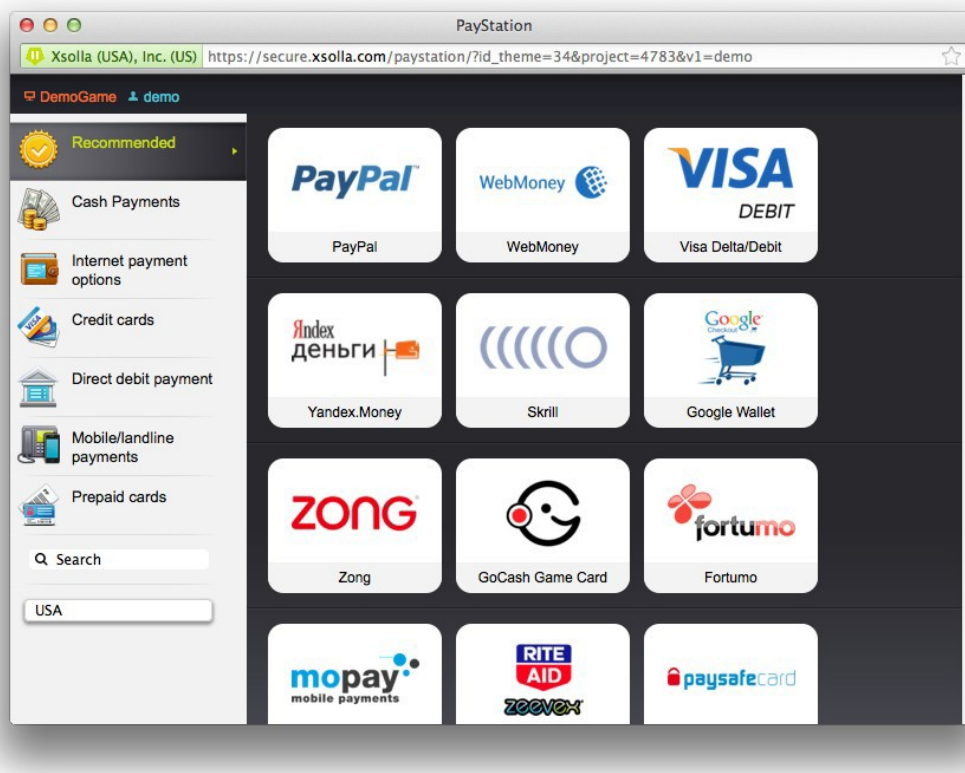 PayStation
Xsolla (USA), Inc. (US) https://secure.xsolla.com/paystation/?id_theme=34&project=4783&v1=demo
DemoGame demo
Recommended
Cash Payments
Internet payment
options
Credit cards
VISA
Direct debit payment
Mobile/landline
payments
Prepaid cards
Search
USA
PayPal™
PayPal
WebMoney
WebMoney
VISA
DEBIT
Visa Delta/Debit
Яndex
деньги
Yandex.Money
Skrill
Google
Checkout
Google Wallet
ZONG
Zong
GoCash Game Card
fortumo
Fortumo
mopay
mobile payments
RITE
AID
zeevex
paysafecard